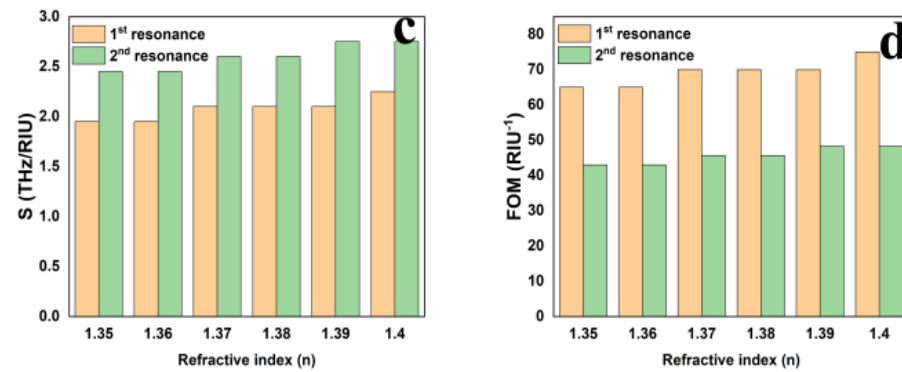 3.0
2.5
2.0
1.5
1.0
0.5
0.0
S (THz/RIU)
1st resonance
2nd resonance
c
1.35 1.36 1.37 1.38 1.39 1.4
Refractive index (n)
80
70
60
50
40
30
20
10
0
FOM (RIU⁻¹)
1st resonance
2nd resonance
d
1.35 1.36 1.37 1.38 1.39 1.4
Refractive index (n)